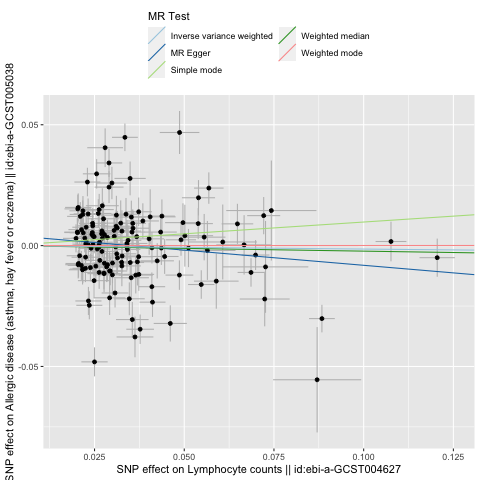 MR Test
Inverse variance weighted
Weighted median
MR Egger
Weighted mode
Simple mode
SNP effect on Allergic disease (asthma, hay fever or eczema) || id:ebi-a-GCST005038
0.05
0.00
-0.05
0.025
0.050
0.075
0.100
0.125
SNP effect on Lymphocyte counts || id:ebi-a-GCST004627